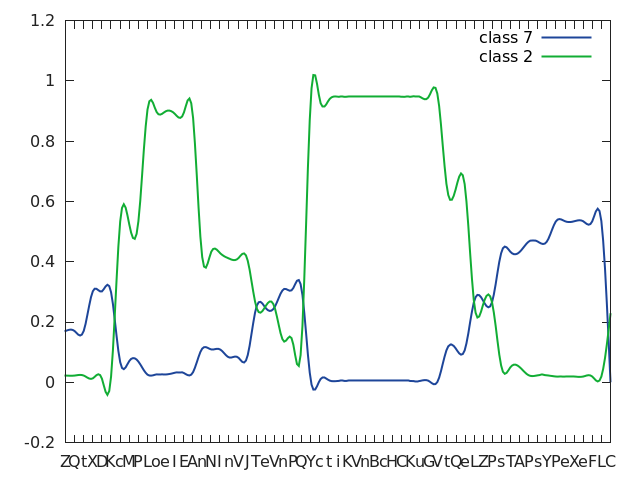 1.2
class 7
class 2
1
0.8
0.6
0.4
0.2
0
-0.2
ZQtXDKcMPLoeIEAnNInVJTeVnPQYctiKVnBcHCKuGVtQeLZPsTAPsYPeXeFLC